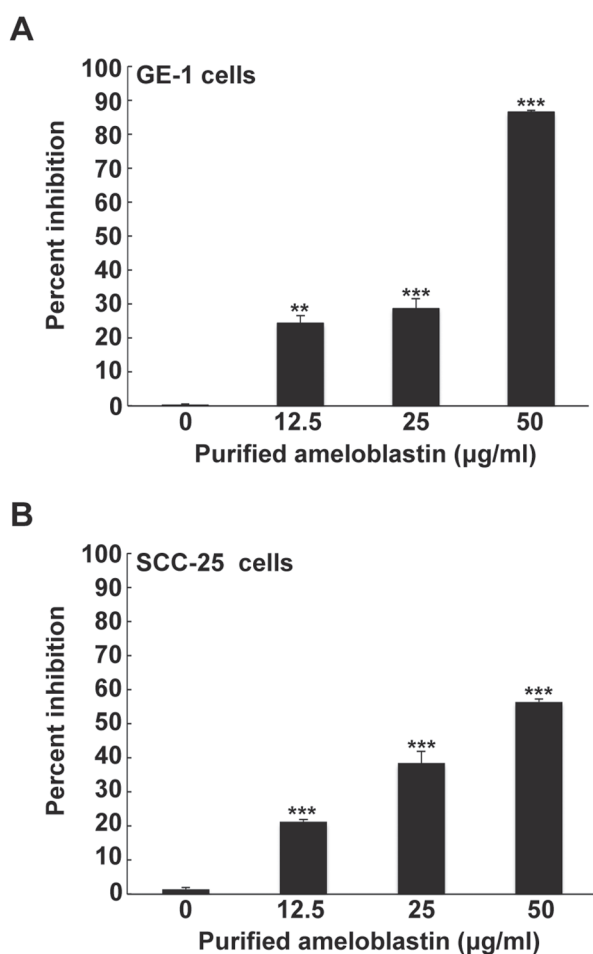 A
GE-1 cells
Percent inhibition
100
90
80
70
60
50
40
30
20
10
0
**
***
***
0 12.5 25 50
Purified ameloblastin (µg/ml)
B
SCC-25 cells
Percent inhibition
100
90
80
70
60
50
40
30
20
10
0
***
***
***
0 12.5 25 50
Purified ameloblastin (µg/ml)